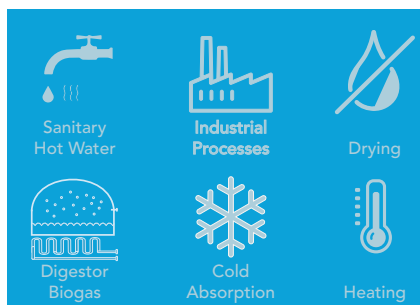 Sanitary
Hot Water
Industrial
Processes
Drying
Digestor
Biogas
Cold
Absorption
Heating